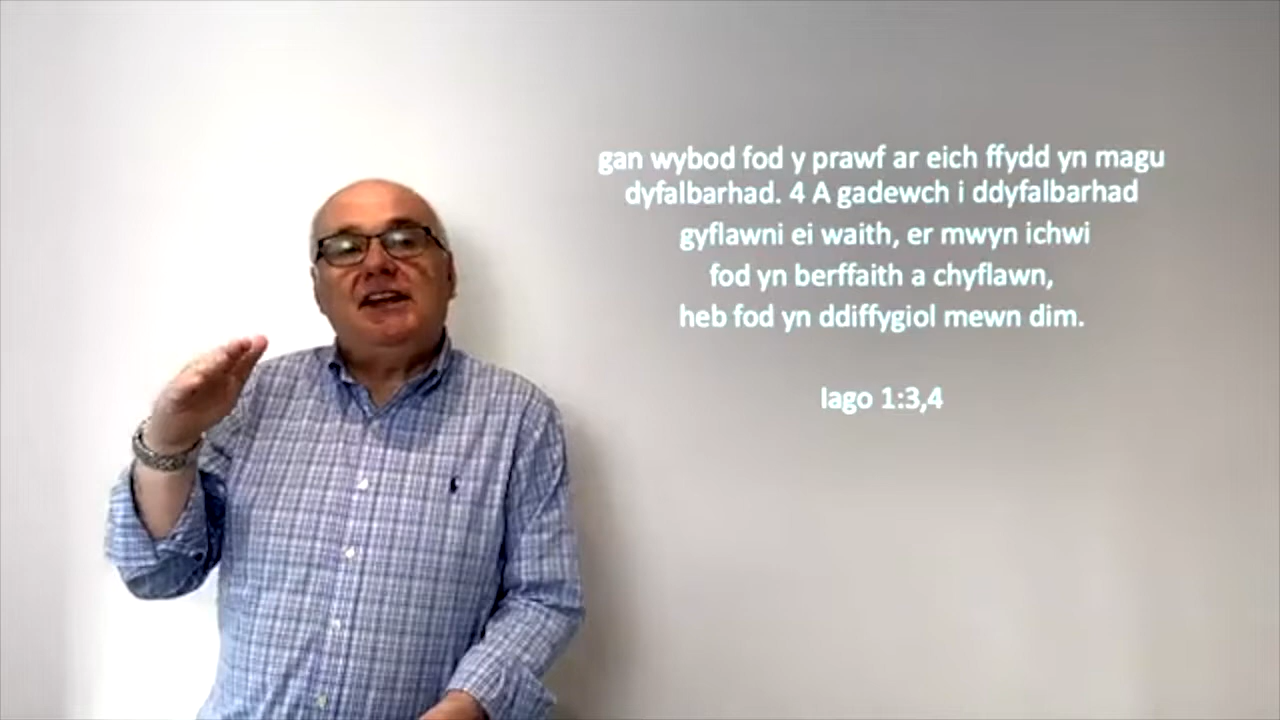 gan wybod fod y prawf ar eich ffydd yn magu
dyfalbarhad. 4 A gadewch i ddyfalbarhad
gyflawni ei waith, er mwyn ichwi
fod yn berffaith a chyflawn,
heb fod yn ddiffygiol mewn dim.
Iago 1:3,4